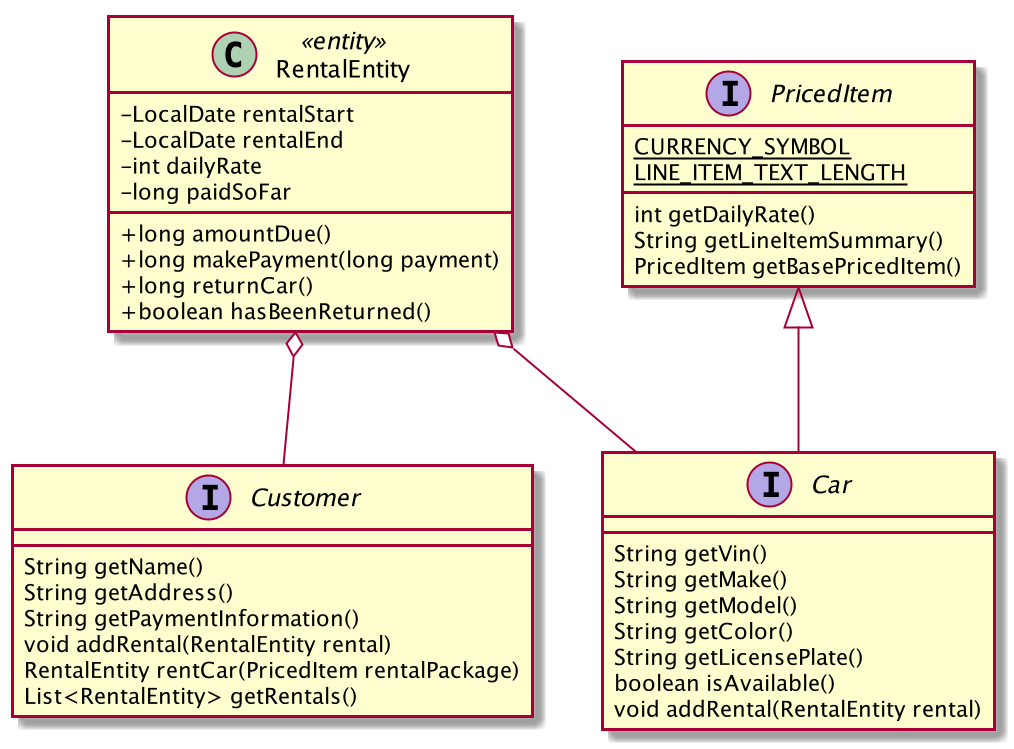 C
«entity»
RentalEntity
-LocalDate rentalStart
-LocalDate rentalEnd
-int dailyRate
-long paidSoFar
+long amountDue()
+long makePayment(long payment)
+long returnCar()
+boolean hasBeenReturned()
I PricedItem
CURRENCY_SYMBOL
LINE_ITEM_TEXT_LENGTH
int getDailyRate()
String getLineItemSummary()
PricedItem getBasePricedItem()
I Customer
String getName()
String getAddress()
String getPaymentInformation()
void addRental(RentalEntity rental)
RentalEntity rentCar(PricedItem rentalPackage)
List<RentalEntity> getRentals()
I Car
String getVin()
String getMake()
String getModel()
String getColor()
String getLicensePlate()
boolean isAvailable()
void addRental(RentalEntity rental)